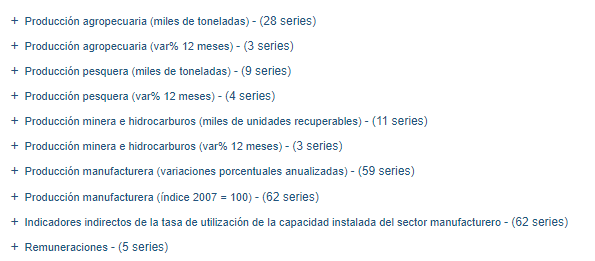 + Producción agropecuaria (miles de toneladas) - (28 series)
+ Producción agropecuaria (var% 12 meses) - (3 series)
+ Producción pesquera (miles de toneladas) - (9 series)
+ Producción pesquera (var% 12 meses) - (4 series)
+ Producción minera e hidrocarburos (miles de unidades recuperables) - (11 series)
+ Producción minera e hidrocarburos (var% 12 meses) - (3 series)
+ Producción manufacturera (variaciones porcentuales anualizadas) - (59 series)
+ Producción manufacturera (índice 2007 = 100) - (62 series)
+ Indicadores indirectos de la tasa de utilización de la capacidad instalada del sector manufacturero - (62 series)
+ Remuneraciones - (5 series)